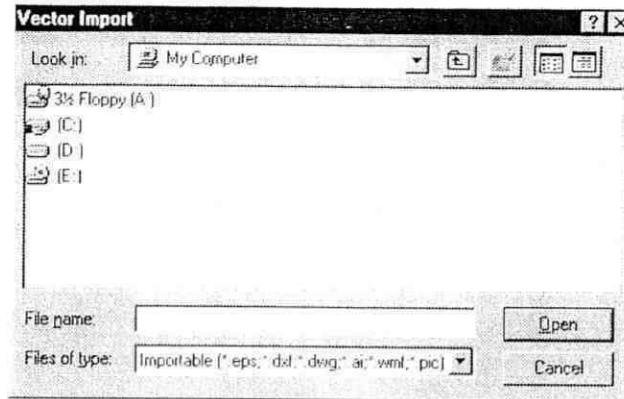 Vector Import
Look in: My Computer
3½ Floppy (A:)
(C:)
(D:)
(E:)
File name: Open
Files of type: Importable (*.eps;*.dxf;*.dwg;*.ai;*.wmf;*.pic) Cancel